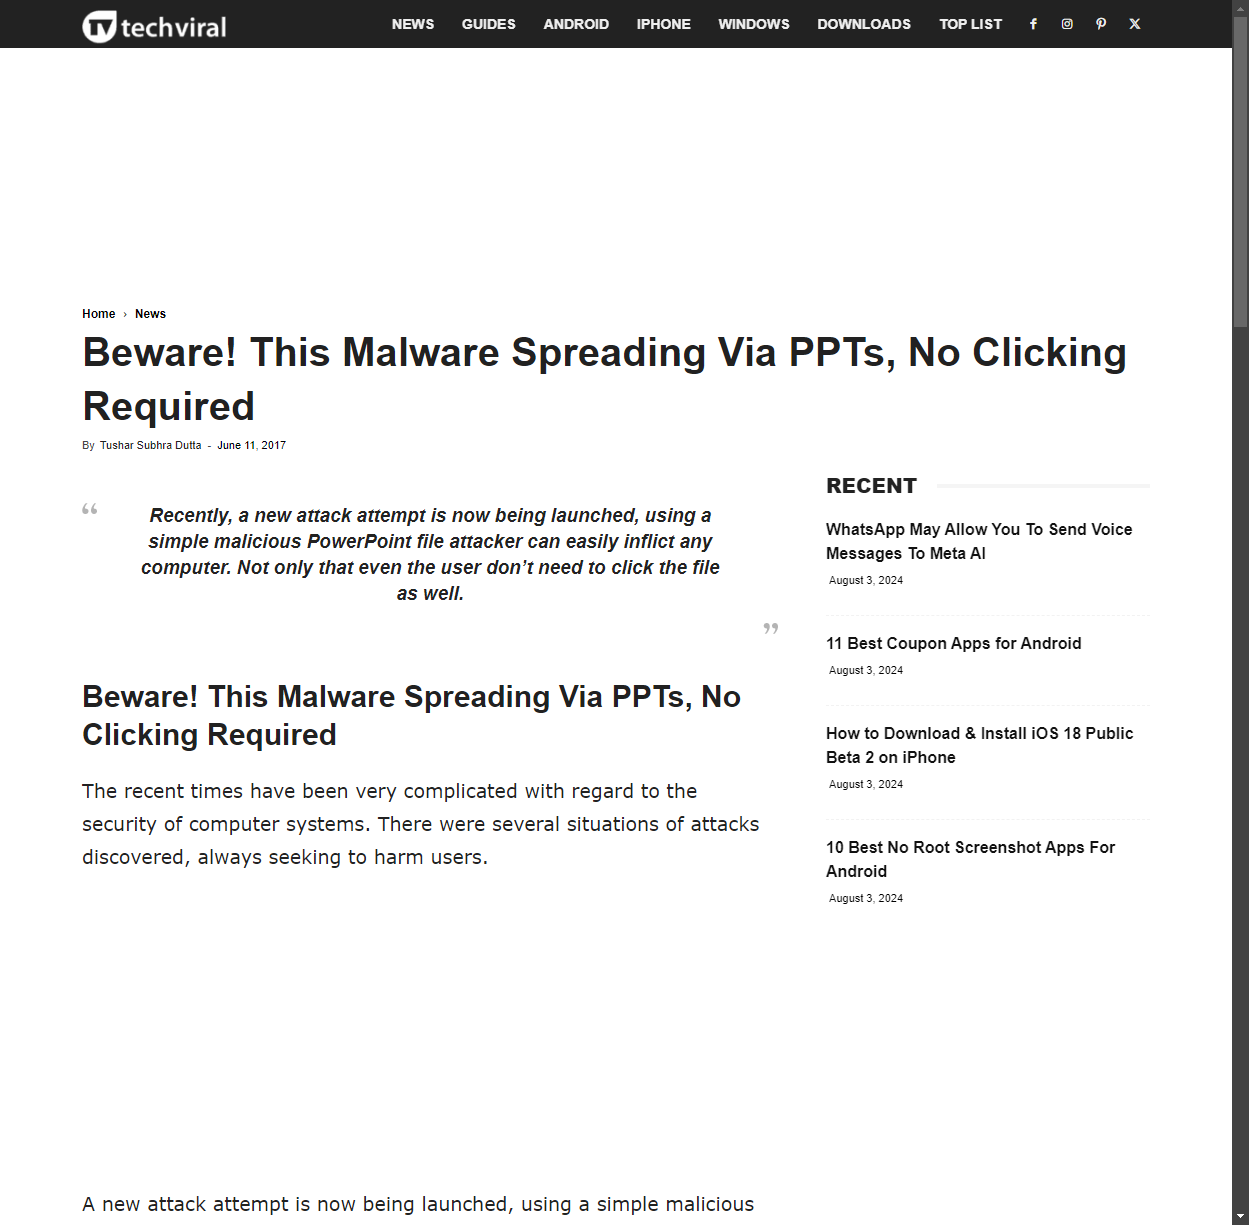 TV techviral
NEWS GUIDES ANDROID IPHONE WINDOWS DOWNLOADS TOP LIST
Home › News
Beware! This Malware Spreading Via PPTs, No Clicking
Required
By Tushar Subhra Dutta - June 11, 2017
“
Recently, a new attack attempt is now being launched, using a
simple malicious PowerPoint file attacker can easily inflict any
computer. Not only that even the user don’t need to click the file
as well.
”
Beware! This Malware Spreading Via PPTs, No
Clicking Required
The recent times have been very complicated with regard to the
security of computer systems. There were several situations of attacks
discovered, always seeking to harm users.
A new attack attempt is now being launched, using a simple malicious
RECENT
WhatsApp May Allow You To Send Voice
Messages To Meta AI
August 3, 2024
11 Best Coupon Apps for Android
August 3, 2024
How to Download & Install iOS 18 Public
Beta 2 on iPhone
August 3, 2024
10 Best No Root Screenshot Apps For
Android
August 3, 2024